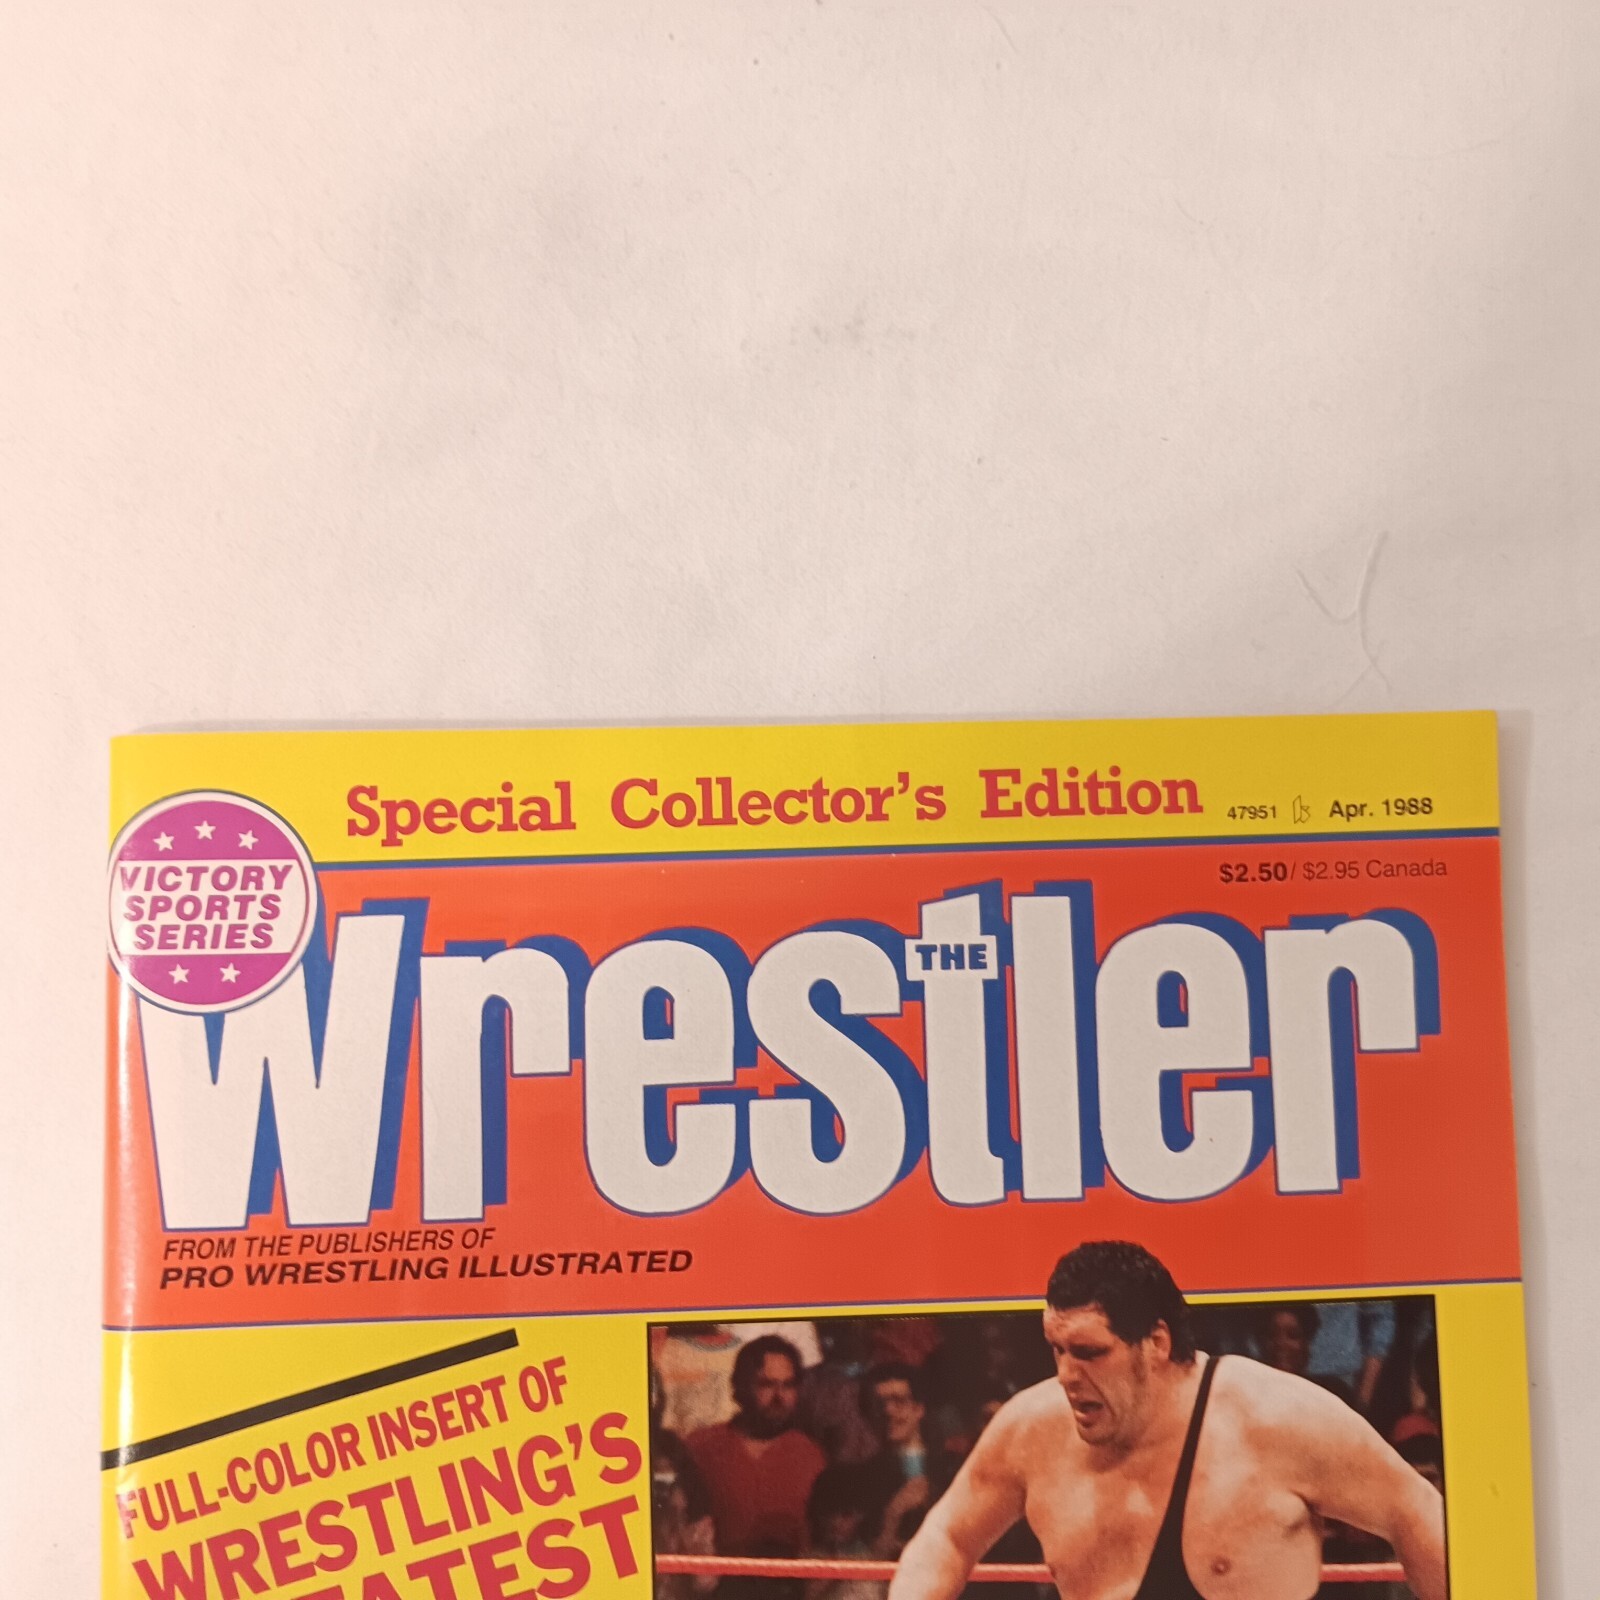 Special Collector's Edition 47951 Apr. 1988
$2.50/ $2.95 Canada
VICTORY
SPORTS
SERIES
THE
Wrestler
FROM THE PUBLISHERS OF
PRO WRESTLING ILLUSTRATED
FULL-COLOR INSERT OF
WRESTLING'S